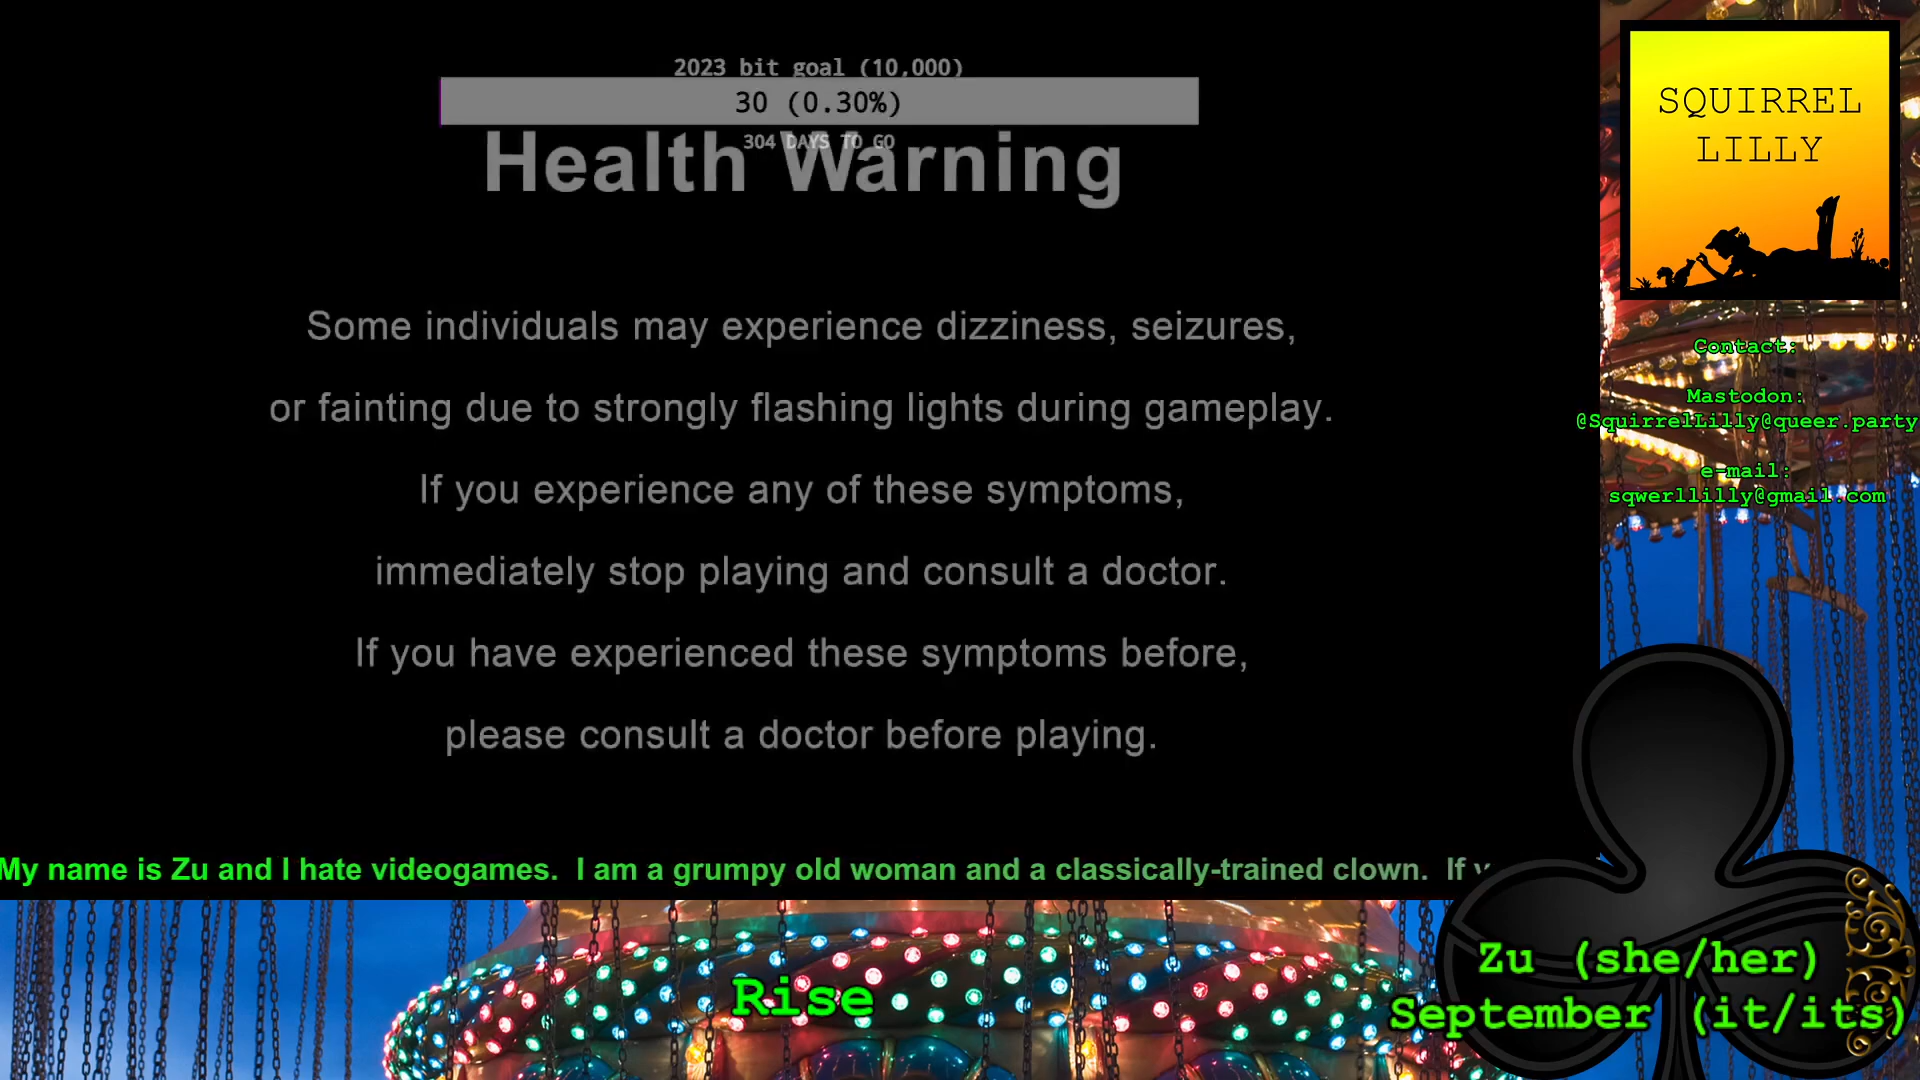 2023 bit goal (10,000)
30 (0.30%)
304 DAYS TO GO
Health Warning
Some individuals may experience dizziness, seizures,
or fainting due to strongly flashing lights during gameplay.
If you experience any of these symptoms,
immediately stop playing and consult a doctor.
If you have experienced these symptoms before,
please consult a doctor before playing.
My name is Zu and I hate videogames. I am a grumpy old woman and a classically-trained clown. If
Rise
SQUIRREL
LILLY
Contact:
Mastodon:
@SquirrelLilly@queer.party
e-mail:
sqwerllilly@gmail.com
Zu (she/her)
September (it/its)